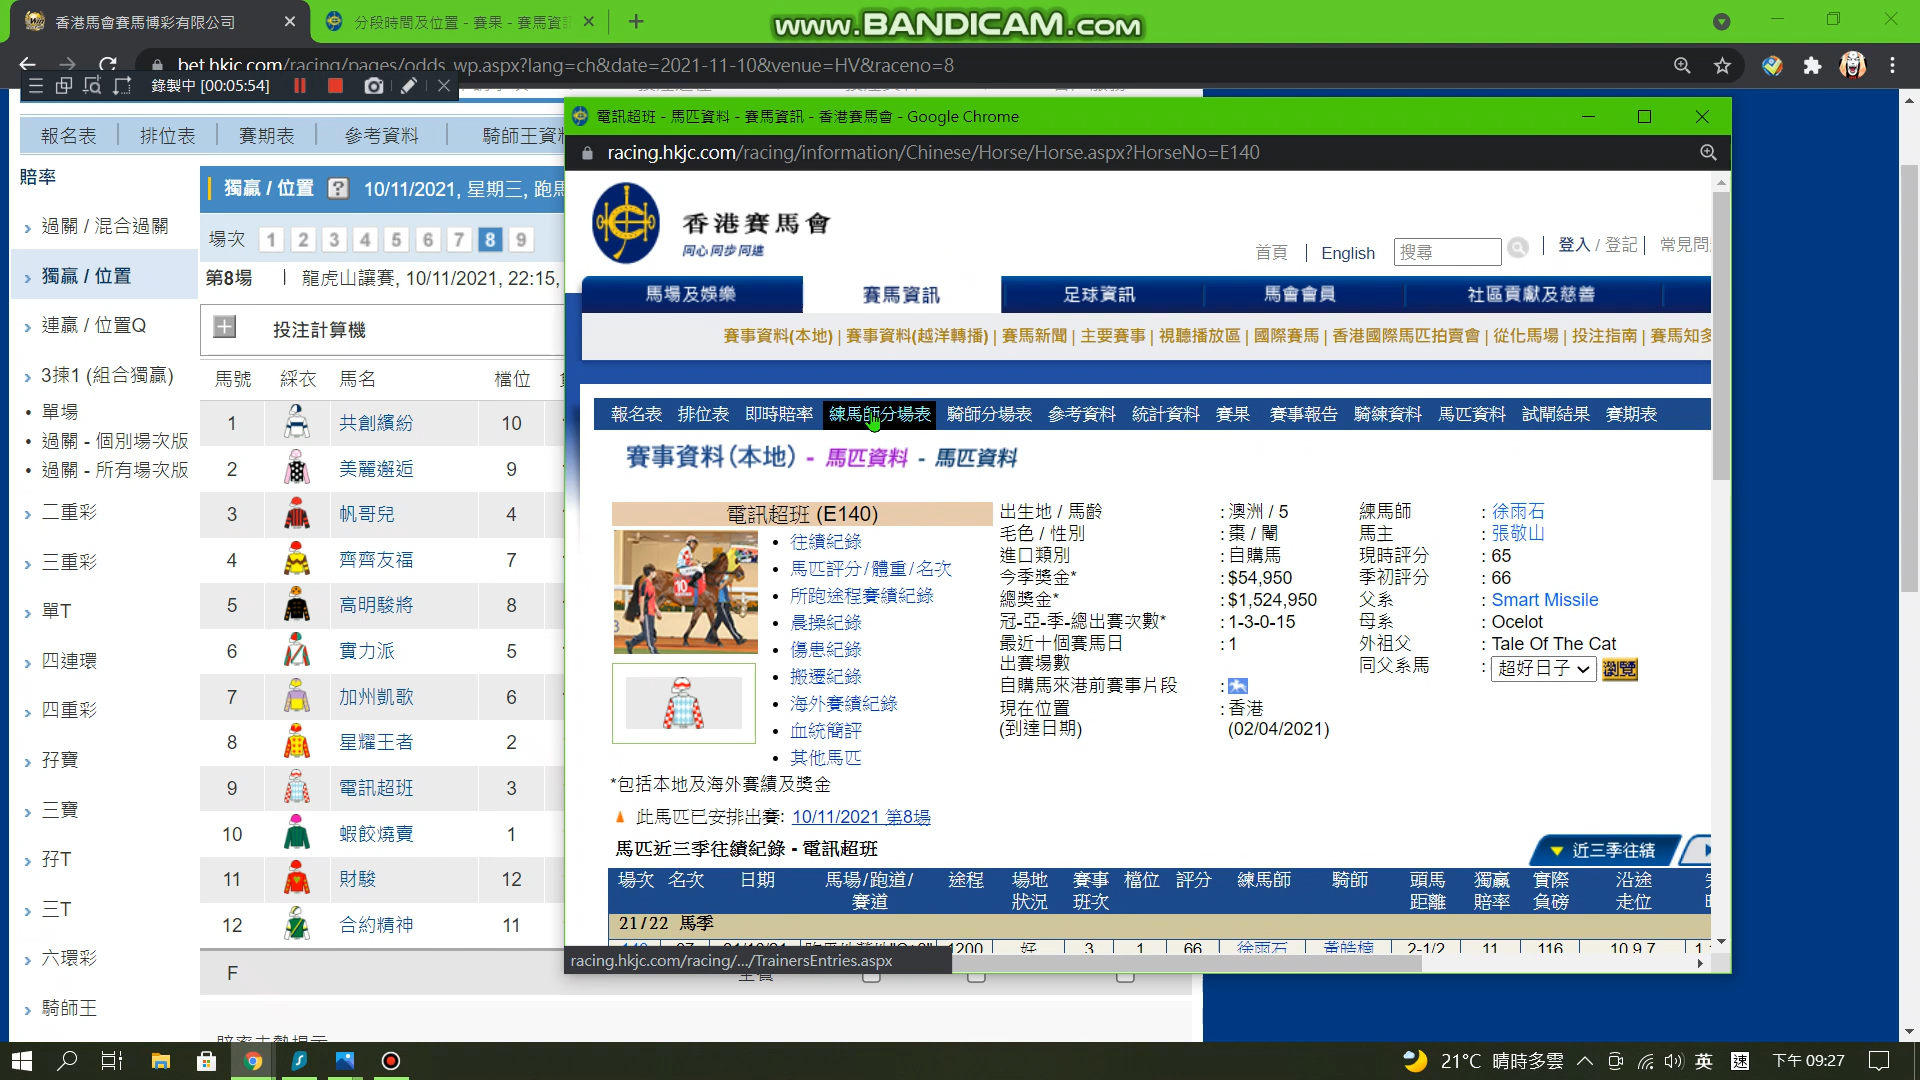 香港馬會賽馬博彩有限公司
分段時間及位置 - 賽果 - 賽馬資訊
www.BANDICAM.com
bet.hkjc.com/racing/pages/odds_wp.aspx?lang=ch&date=2021-11-10&venue=HV&raceno=8
錄製中 [00:05:54]
報名表 | 排位表 | 賽期表 | 參考資料 | 騎師王資料
賠率
過關 / 混合過關
獨贏 / 位置
連贏 / 位置Q
3揀1 (組合獨贏)
單場
過關 - 個別場次版
過關 - 所有場次版
二重彩
三重彩
單T
四連環
四重彩
孖寶
三寶
孖T
三T
六環彩
騎師王
獨贏 / 位置 ? 10/11/2021, 星期三, 跑馬
場次 1 2 3 4 5 6 7 8 9
第8場 | 龍虎山讓賽, 10/11/2021, 22:15,
投注計算機
馬號 綵衣 馬名 檔位
1 共創繽紛 10
2 美麗邂逅 9
3 帆哥兒 4
4 齊齊友福 7
5 高明駿將 8
6 實力派 5
7 加州凱歌 6
8 星耀王者 2
9 電訊超班 3
10 蝦餃燒賣 1
11 財駿 12
12 合約精神 11
F 全餐
電訊超班 - 馬匹資料 - 賽馬資訊 - 香港賽馬會 - Google Chrome
racing.hkjc.com/racing/information/Chinese/Horse/Horse.aspx?HorseNo=E140
香港賽馬會
同心同步同進
首頁 | English 搜尋 | 登入 / 登記 | 常見問
馬場及娛樂 賽馬資訊 足球資訊 馬會會員 社區貢獻及慈善
賽事資料(本地) | 賽事資料(越洋轉播) | 賽馬新聞 | 主要賽事 | 視聽播放區 | 國際賽馬 | 香港國際馬匹拍賣會 | 從化馬場 | 投注指南 | 賽馬知多
報名表 排位表 即時賠率 練馬師分場表 騎師分場表 參考資料 統計資料 賽果 賽事報告 騎練資料 馬匹資料 試閘結果 賽期表
賽事資料(本地) - 馬匹資料 - 馬匹資料
電訊超班 (E140)
往績紀錄
馬匹評分/體重/名次
所跑途程賽績紀錄
晨操紀錄
傷患紀錄
搬遷紀錄
海外賽績紀錄
血統簡評
其他馬匹
出生地 / 馬齡 : 澳洲 / 5
毛色 / 性別 : 棗 / 閹
進口類別 : 自購馬
今季獎金* : $54,950
總獎金* : $1,524,950
冠-亞-季-總出賽次數* : 1-3-0-15
最近十個賽馬日
出賽場數 : 1
自購馬來港前賽事片段 :
現在位置
(到達日期) : 香港
(02/04/2021)
練馬師 : 徐雨石
馬主 : 張敬山
現時評分 : 65
季初評分 : 66
父系 : Smart Missile
母系 : Ocelot
外祖父 : Tale Of The Cat
同父系馬 : 超好日子 瀏覽
*包括本地及海外賽績及獎金
此馬匹已安排出賽: 10/11/2021 第8場
馬匹近三季往績紀錄 - 電訊超班
近三季往績
場次 名次 日期 馬場/跑道/賽道 途程 場地狀況 賽事班次 檔位 評分 練馬師 騎師 頭馬距離 獨贏賠率 實際負磅 沿途走位
21/22 馬季
1200 好 3 1 66 徐雨石 黃皓楠 2-1/2 11 116 10 9 7
racing.hkjc.com/racing/.../TrainersEntries.aspx
21°C 晴時多雲 英 速 下午 09:27